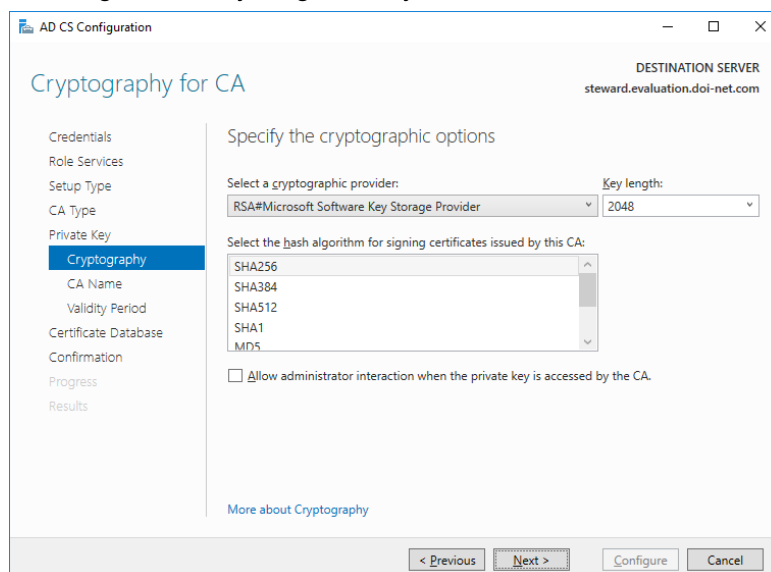 AD CS Configuration
Cryptography for CA
DESTINATION SERVER
steward.evaluation.doi-net.com
Credentials
Role Services
Setup Type
CA Type
Private Key
Cryptography
CA Name
Validity Period
Certificate Database
Confirmation
Progress
Results
Specify the cryptographic options
Select a cryptographic provider:
Key length:
RSA#Microsoft Software Key Storage Provider
2048
Select the hash algorithm for signing certificates issued by this CA:
SHA256
SHA384
SHA512
SHA1
MD5
Allow administrator interaction when the private key is accessed by the CA.
More about Cryptography
< Previous
Next >
Configure
Cancel